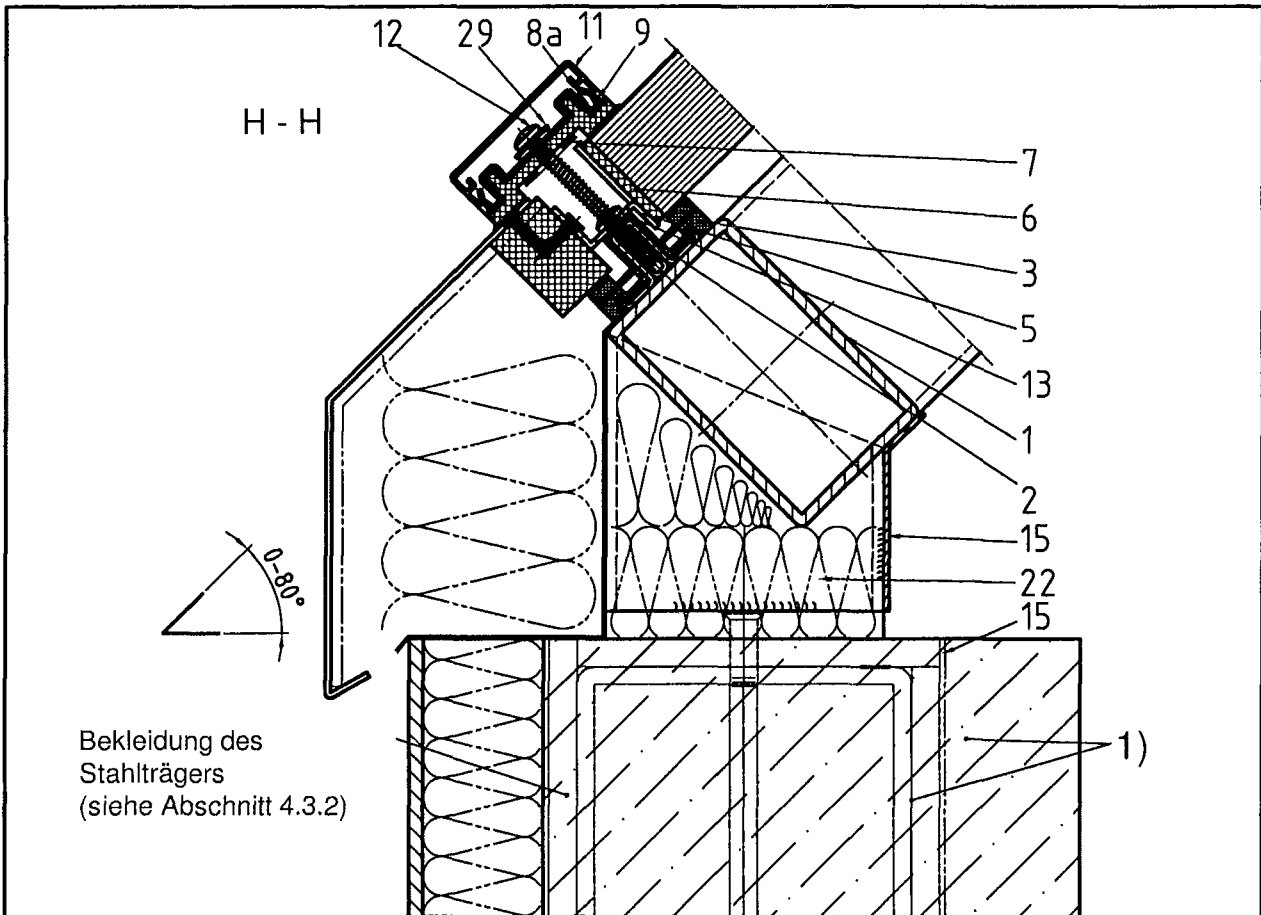 12 29 8a 11 9
H - H
7
6
3
5
13
1
2
15
22
15
0-80°
1)
Bekleidung des
Stahlträgers
(siehe Abschnitt 4.3.2)